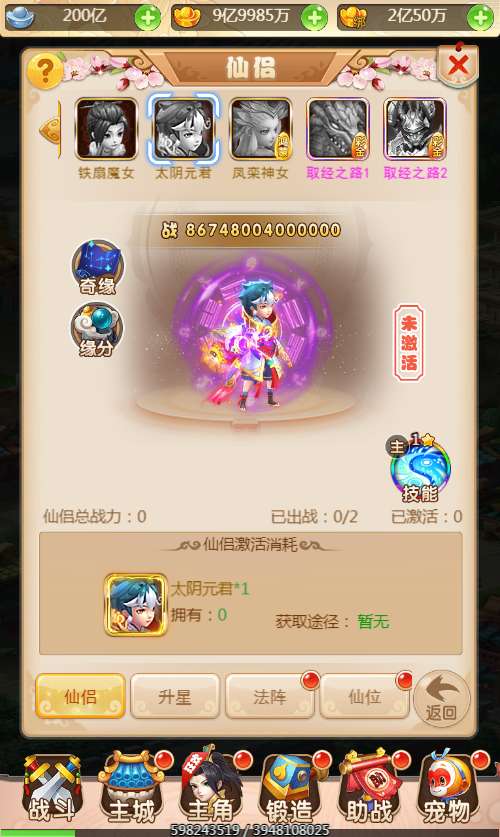 200亿
9亿9985万
2亿50万
仙侣
铁扇魔女
太阴元君
凤栾神女
取经之路1
取经之路2
战 86748004000000
奇缘
缘分
未激活
主
1
技能
仙侣总战力：0
已出战：0/2
已激活：0
仙侣激活消耗
太阴元君*1
拥有：0
获取途径：暂无
仙侣
升星
法阵
仙位
返回
战斗
主城
主角
锻造
助战
宠物
598243519 / 3948108025